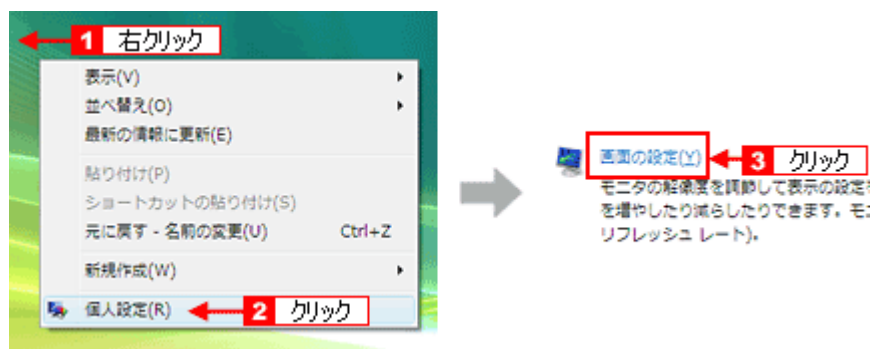 1 右クリック
表示(V)
並べ替え(O)
最新の情報に更新(E)
貼り付け(P)
ショートカットの貼り付け(S)
元に戻す - 名前の変更(U) Ctrl+Z
新規作成(W)
個人設定(R) 2 クリック
画面の設定(Y) 3 クリック
モニタの解像度を調節して表示の設定を
を増やしたり減らしたりできます。モニ
リフレッシュ レート)。